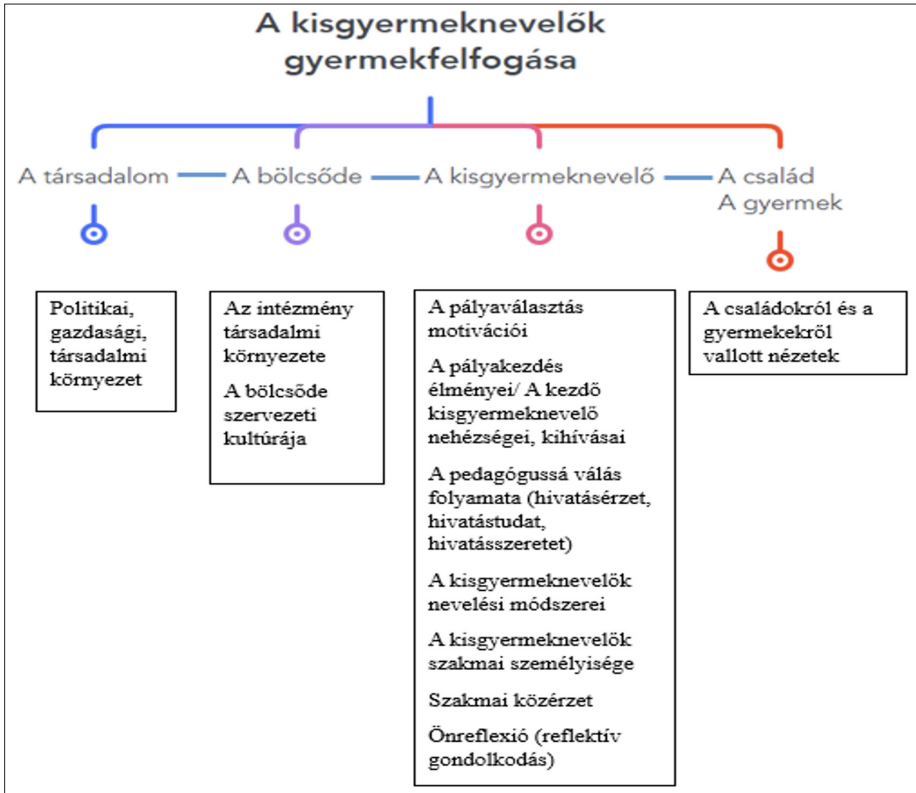 A kisgyermeknevelők
gyermekfelfogása
A társadalom
A bölcsőde
A kisgyermeknevelő
A család
A gyermek
Politikai,
gazdasági,
társadalmi
környezet
Az intézmény
társadalmi
környezete
A bölcsőde
szervezeti
kultúrája
A pályaválasztás
motivációi
A pályakezdés
élményei/ A kezdő
kisgyermeknevelő
nehézségei, kihívásai
A pedagógussá válás
folyamata (hivatásérzet,
hivatástudat,
hivatásszeretet)
A kisgyermeknevelők
nevelési módszerei
A kisgyermeknevelők
szakmai személyisége
Szakmai közérzet
Önreflexió (reflektív
gondolkodás)
A családokról és a
gyermekekről
vallott nézetek